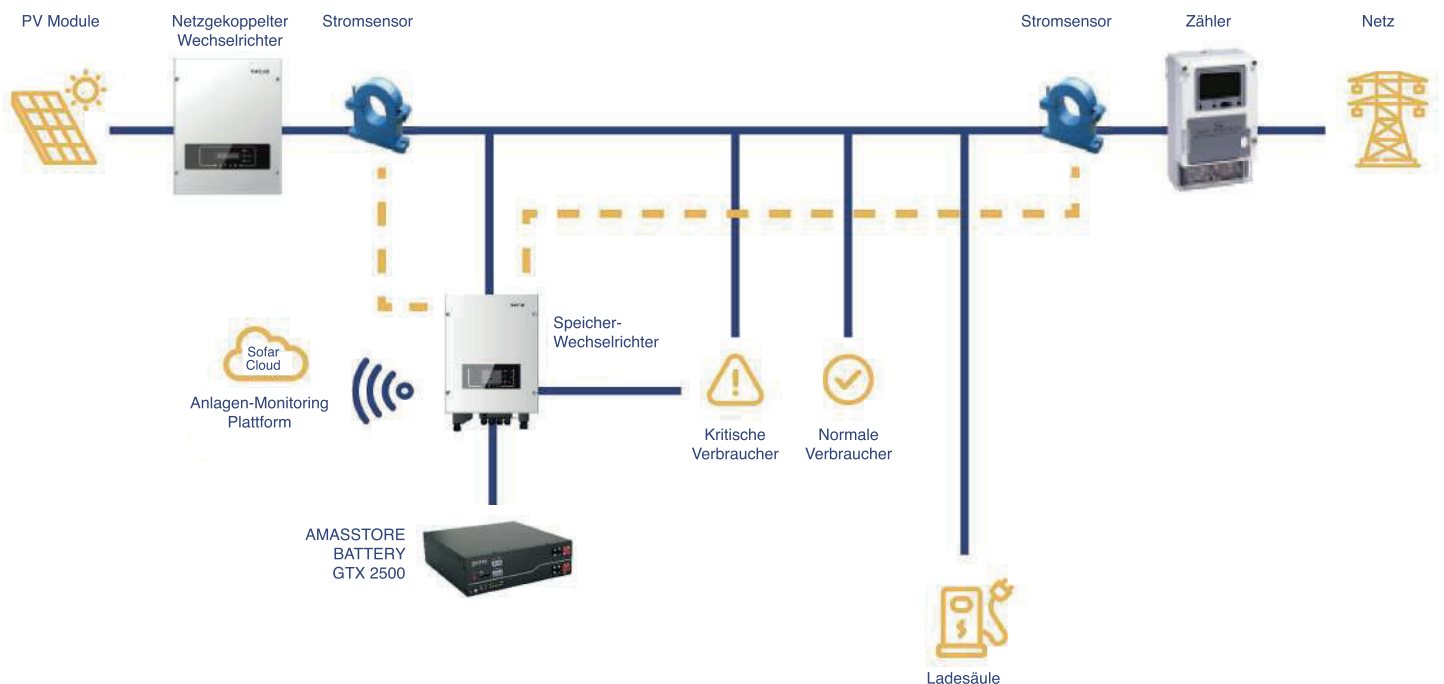 PV Module
Netzgekoppelter
Wechselrichter
Stromsensor
Stromsensor
Zähler
Netz
Speicher-
Wechselrichter
Sofar
Cloud
Anlagen-Monitoring
Plattform
Kritische
Verbraucher
Normale
Verbraucher
AMASSTORE
BATTERY
GTX 2500
Ladesäule